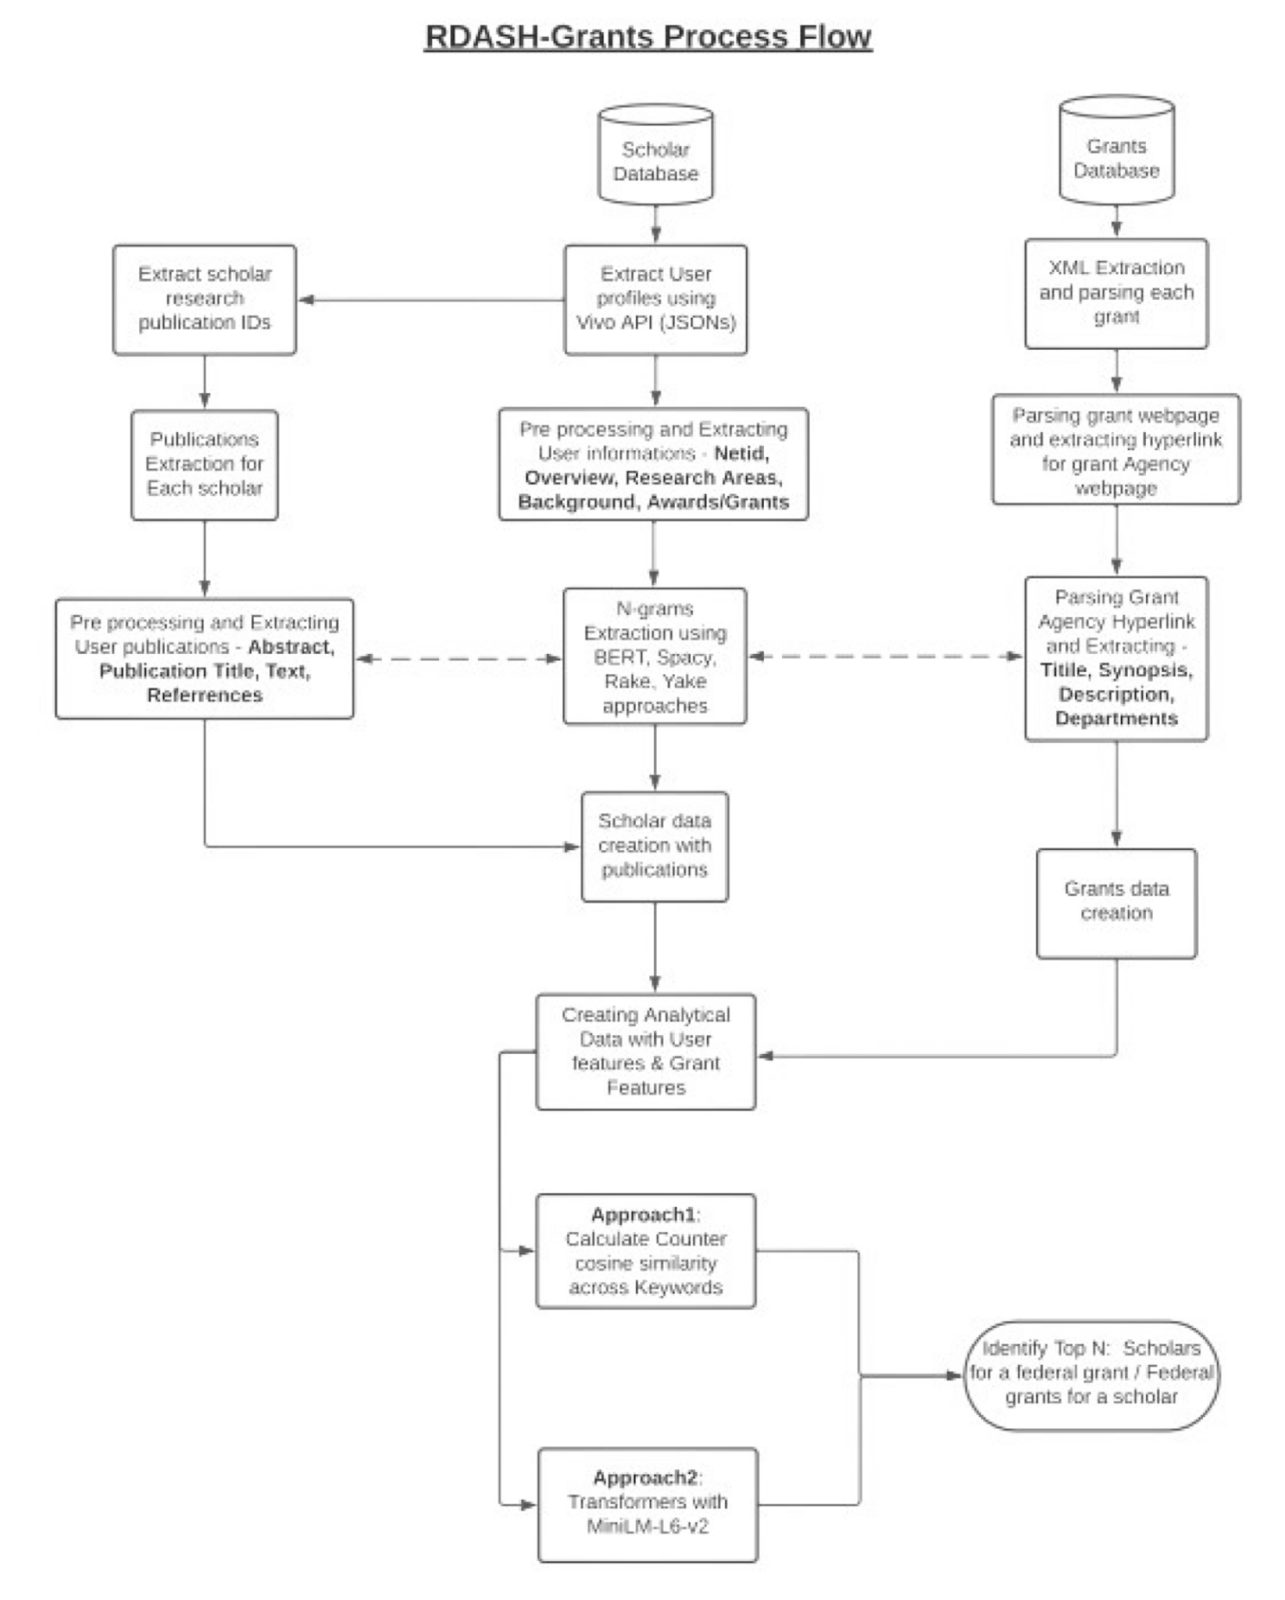 RDASH-Grants Process Flow
Scholar
Database
Grants
Database
Extract scholar
research
publication IDs
Extract User
profiles using
Vivo API (JSONs)
XML Extraction
and parsing each
grant
Publications
Extraction for
Each scholar
Pre processing and Extracting
User informations - Netid,
Overview, Research Areas,
Background, Awards/Grants
Parsing grant webpage
and extracting hyperlink
for grant Agency
webpage
Pre processing and Extracting
User publications - Abstract,
Publication Title, Text,
Referrences
N-grams
Extraction using
BERT, Spacy,
Rake, Yake
approaches
Parsing Grant
Agency Hyperlink
and Extracting -
Titile, Synopsis,
Description,
Departments
Scholar data
creation with
publications
Grants data
creation
Creating Analytical
Data with User
features & Grant
Features
Approach1:
Calculate Counter
cosine similarity
across Keywords
Identify Top N:  Scholars
for a federal grant / Federal
grants for a scholar
Approach2:
Transformers with
MiniLM-L6-v2